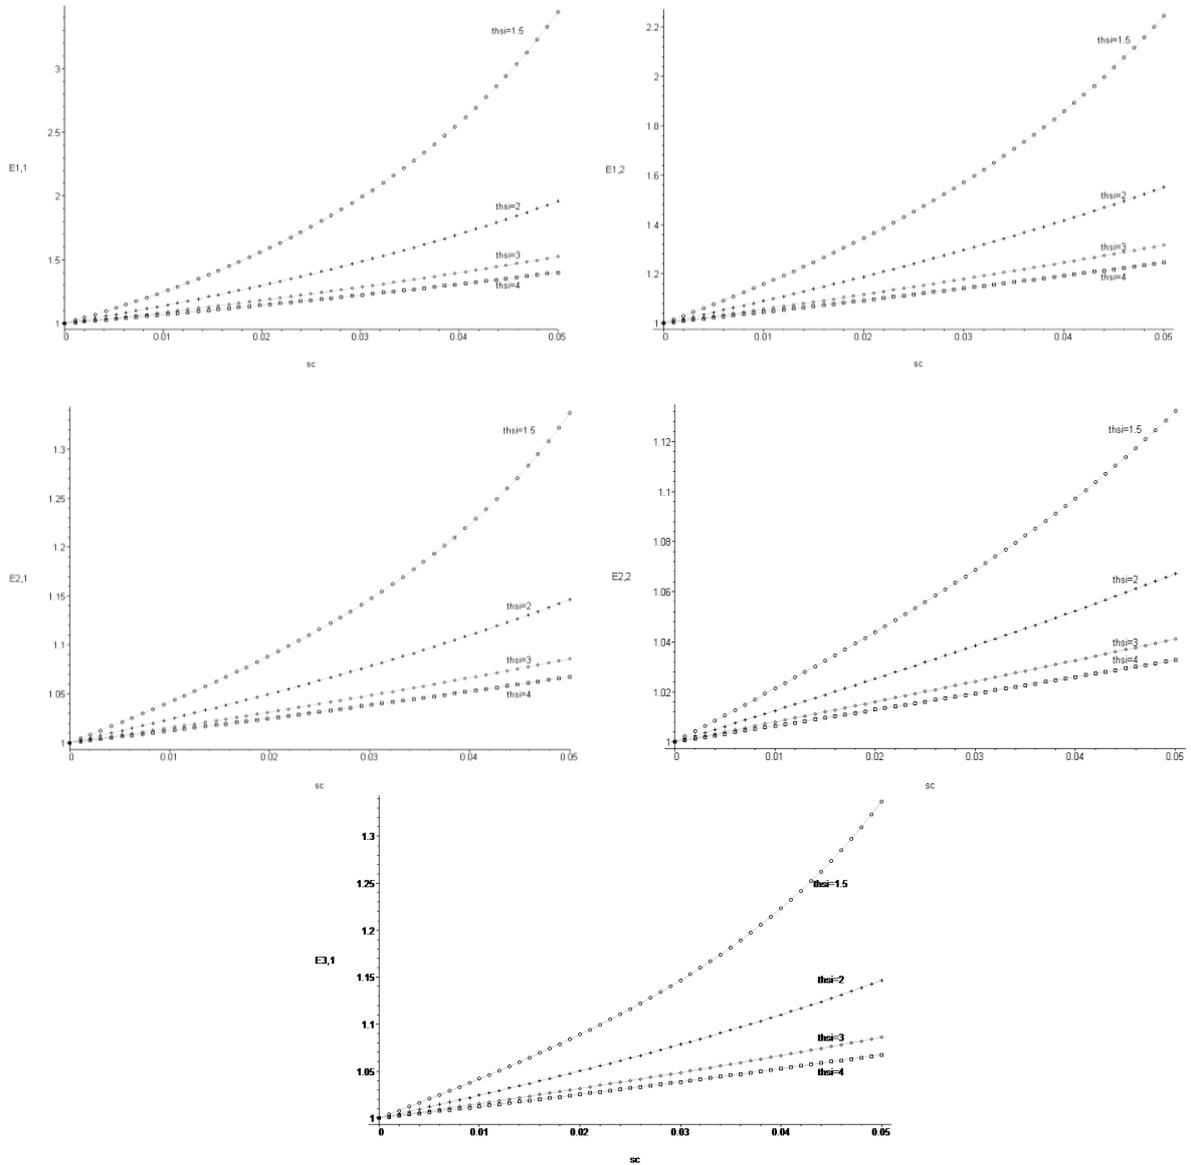 thsi=1.5
3
2.5
E1,1
2
thsi=2
1.5
thsi=3
thsi=4
1
0 0.01 0.02 0.03 0.04 0.05
sc
2.2
thsi=1.5
2
1.8
E1,2
1.6
thsi=2
1.4
thsi=3
1.2
thsi=4
1
0 0.01 0.02 0.03 0.04 0.05
sc
thsi=1.5
1.3
1.25
1.2
E2,1
1.15
thsi=2
1.1
thsi=3
1.05
thsi=4
1
0 0.01 0.02 0.03 0.04 0.05
sc
thsi=1.5
1.12
1.1
1.08
E2,2
1.06
thsi=2
1.04
thsi=3
thsi=4
1.02
1
0 0.01 0.02 0.03 0.04 0.05
sc
1.3
1.25
thsi=1.5
1.2
E3,1
1.15
thsi=2
1.1
thsi=3
1.05
thsi=4
1
0 0.01 0.02 0.03 0.04 0.05
sc